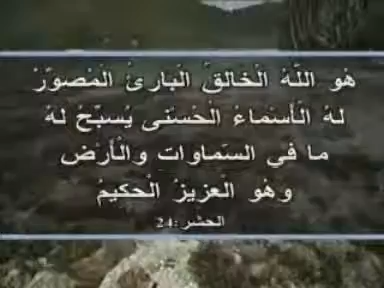 هُوَ اللَّهُ الْخَالِقُ الْبَارِئُ الْمُصَوِّرُ
لَهُ الْأَسْمَاءُ الْحُسْنَى يُسَبِّحُ لَهُ
مَا فِي السَّمَاوَاتِ وَالْأَرْضِ
وَهُوَ الْعَزِيزُ الْحَكِيمُ
الحشر:24